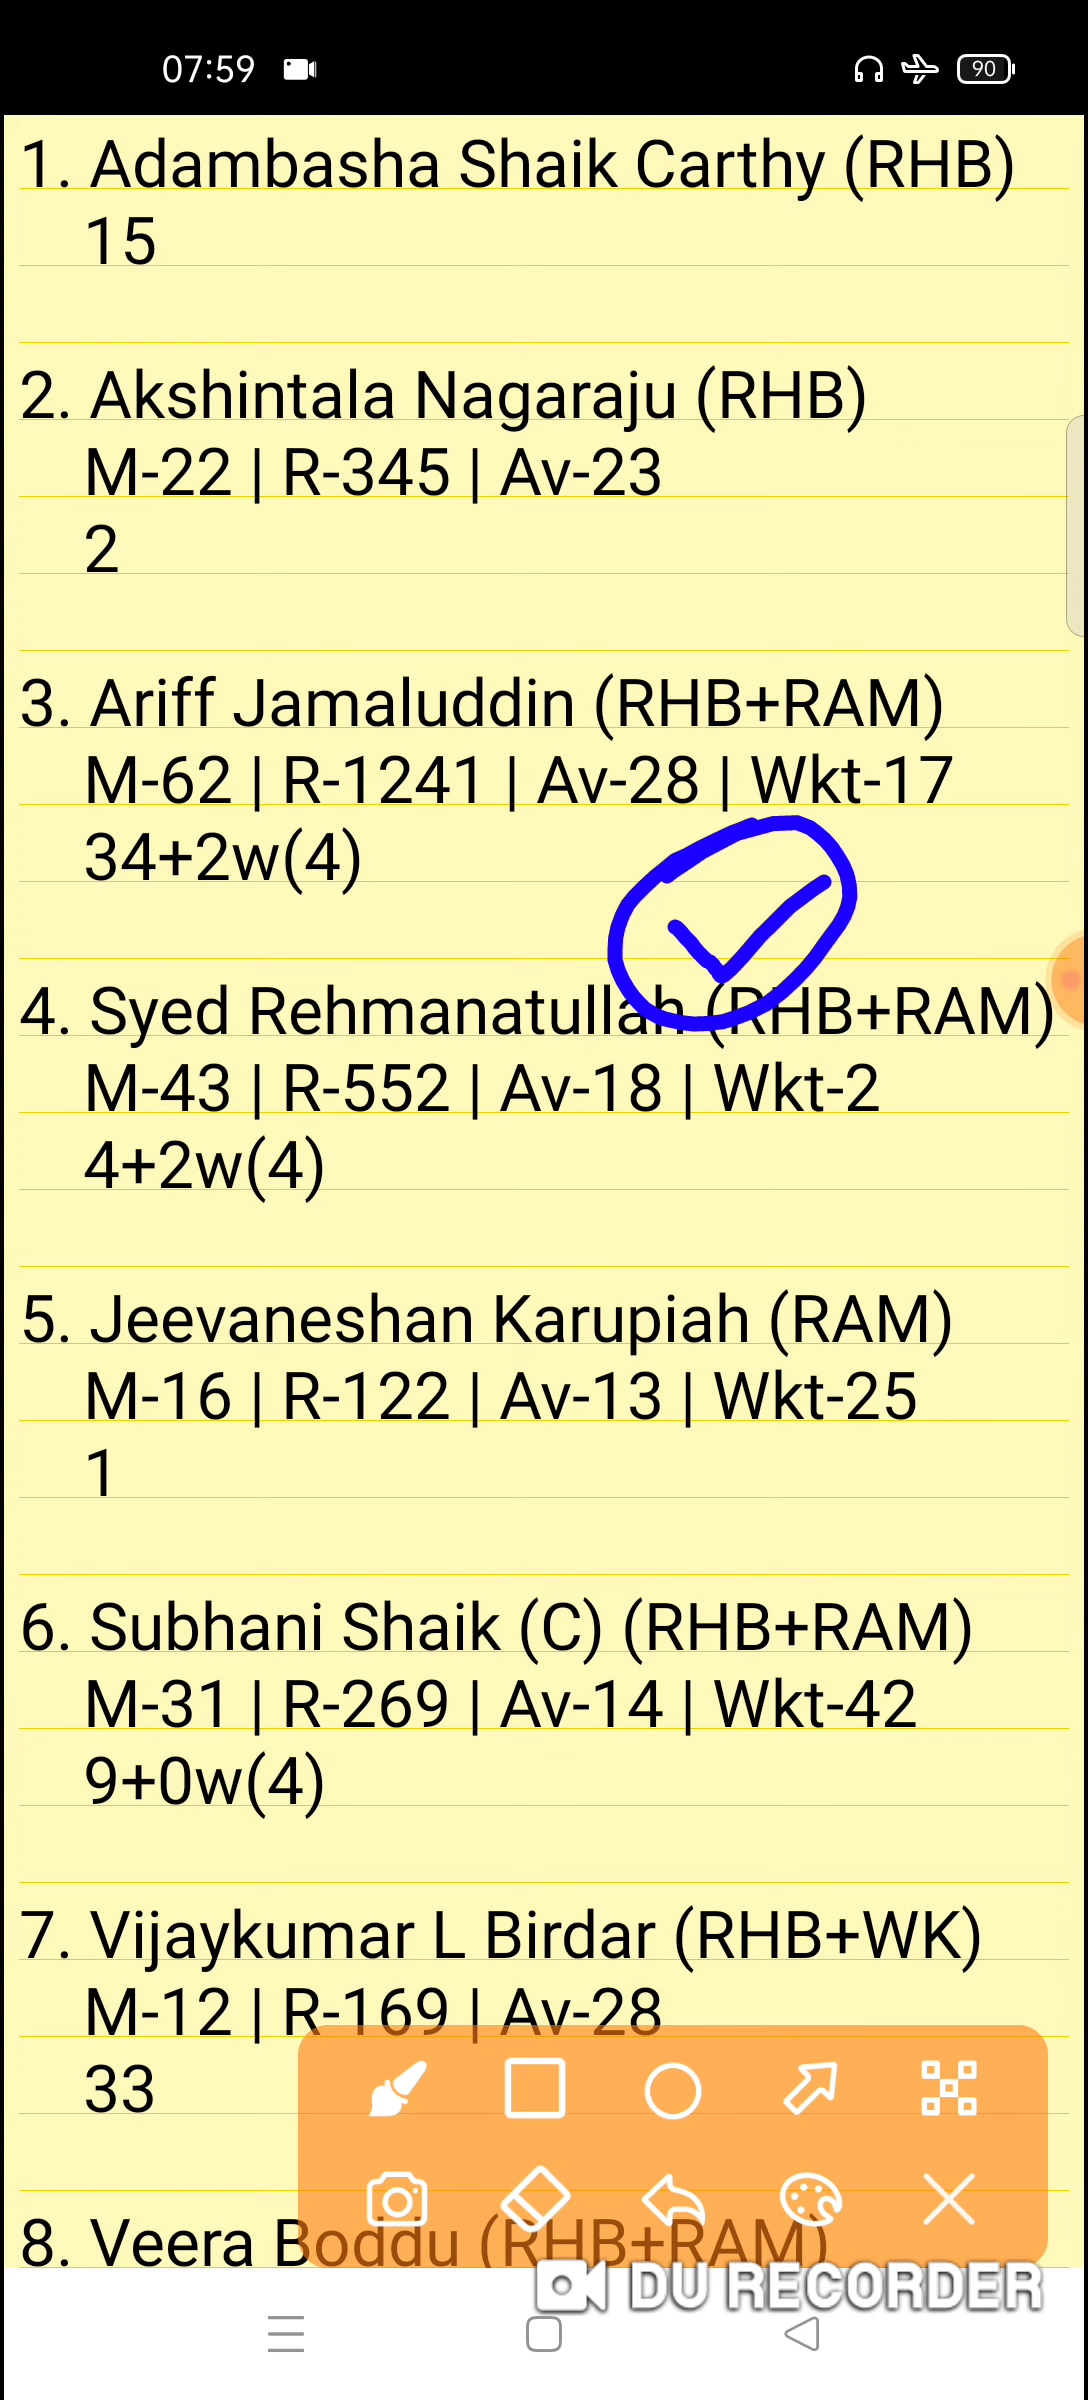 07:59
90
1. Adambasha Shaik Carthy (RHB)
15
2. Akshintala Nagaraju (RHB)
M-22 | R-345 | Av-23
2
3. Ariff Jamaluddin (RHB+RAM)
M-62 | R-1241 | Av-28 | Wkt-17
34+2w(4)
4. Syed Rehmanatullah (RHB+RAM)
M-43 | R-552 | Av-18 | Wkt-2
4+2w(4)
5. Jeevaneshan Karupiah (RAM)
M-16 | R-122 | Av-13 | Wkt-25
1
6. Subhani Shaik (C) (RHB+RAM)
M-31 | R-269 | Av-14 | Wkt-42
9+0w(4)
7. Vijaykumar L Birdar (RHB+WK)
M-12 | R-169 | Av-28
33
8. Veera Boddu (RHB+RAM)
DU RECORDER